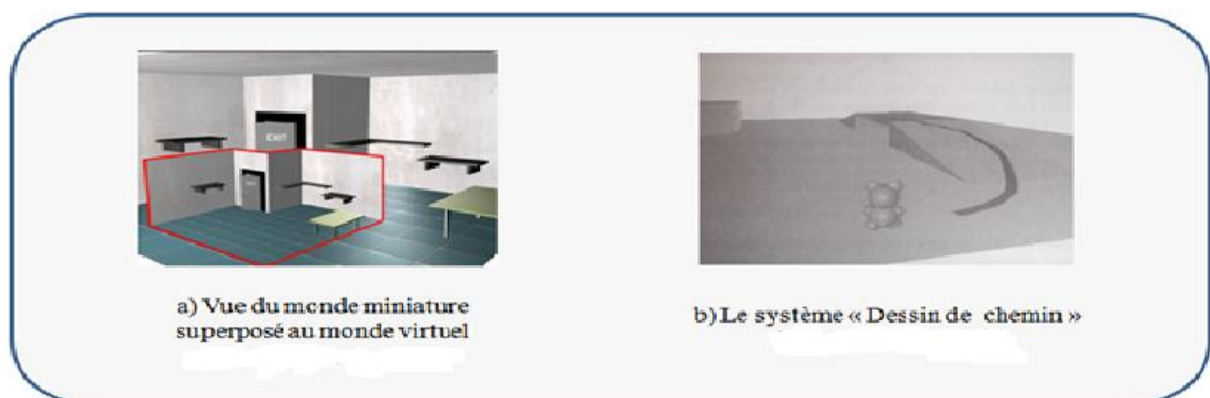 EXIT
a) Vue du monde miniature
superposé au monde virtuel
b) Le système « Dessin de chemin »